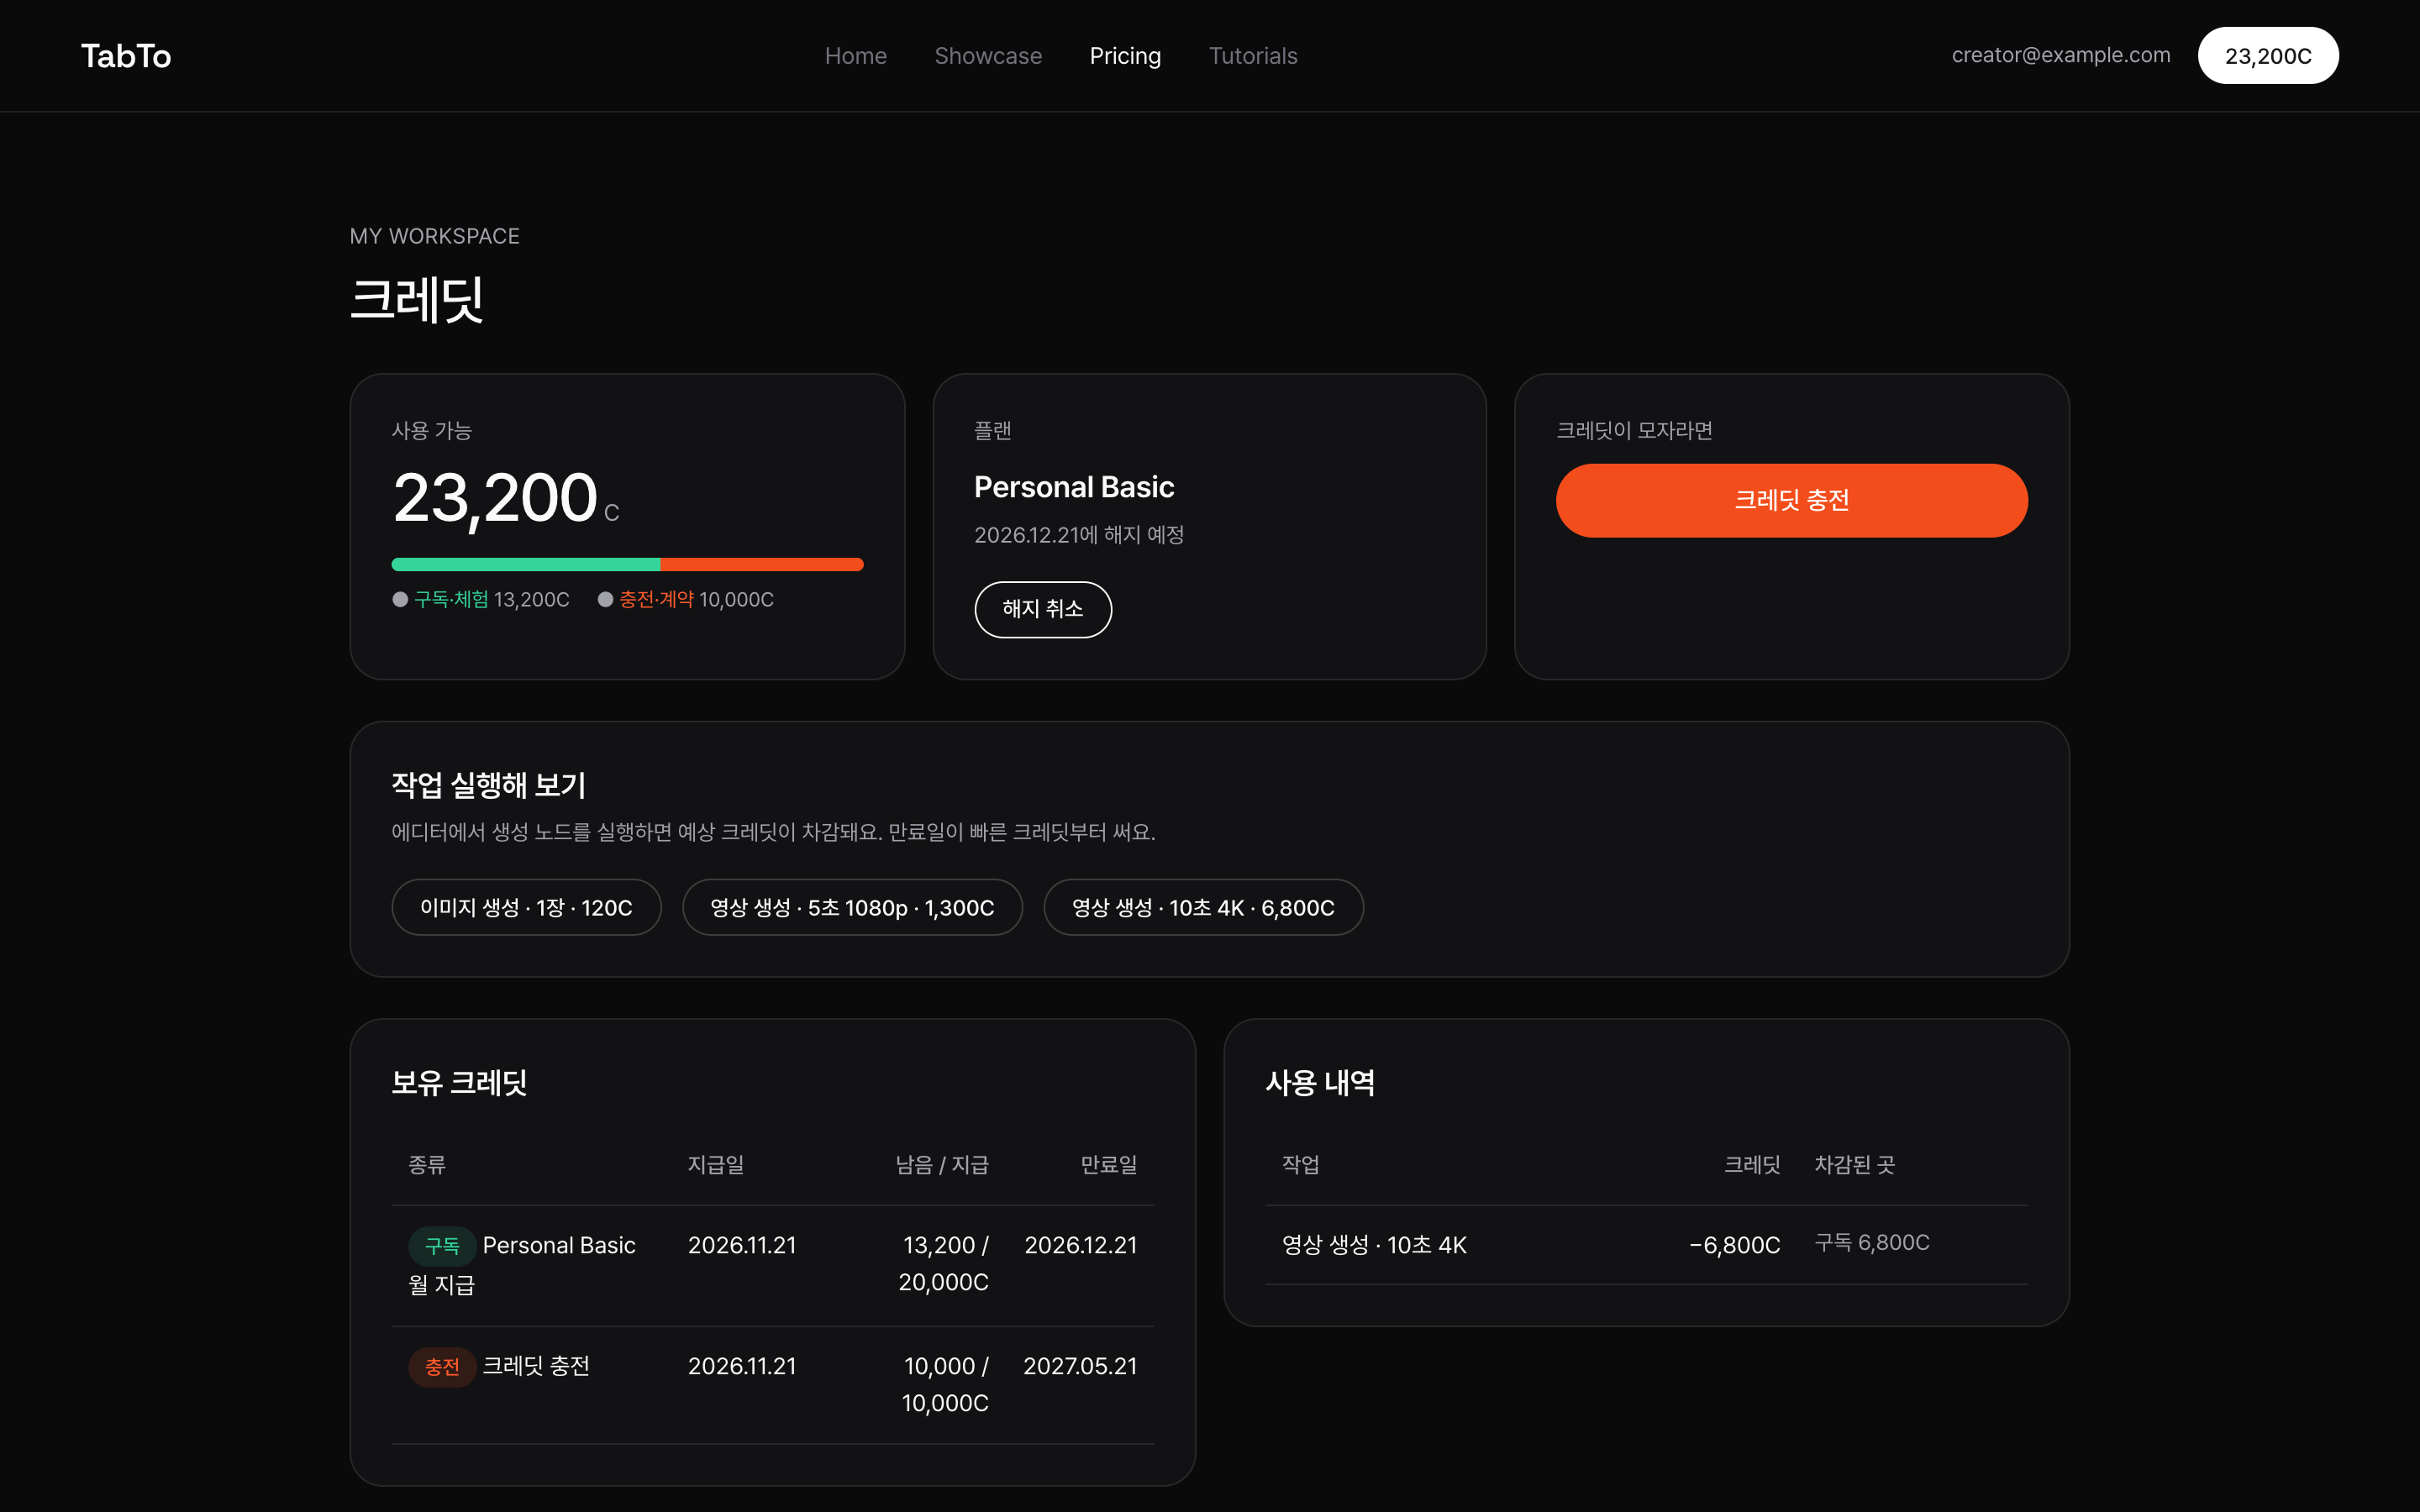 TabTo
Home Showcase Pricing Tutorials
creator@example.com 23,200C
MY WORKSPACE
크레딧
사용 가능
23,200 C
구독·체험 13,200C 충전·계약 10,000C
플랜
Personal Basic
2026.12.21에 해지 예정
해지 취소
크레딧이 모자라면
크레딧 충전
작업 실행해 보기
에디터에서 생성 노드를 실행하면 예상 크레딧이 차감돼요. 만료일이 빠른 크레딧부터 써요.
이미지 생성 · 1장 · 120C 영상 생성 · 5초 1080p · 1,300C 영상 생성 · 10초 4K · 6,800C
보유 크레딧
종류 지급일 남음 / 지급 만료일
구독 Personal Basic 2026.11.21 13,200 / 2026.12.21
월 지급 20,000C
충전 크레딧 충전 2026.11.21 10,000 / 2027.05.21
10,000C
사용 내역
작업 크레딧 차감된 곳
영상 생성 · 10초 4K −6,800C 구독 6,800C